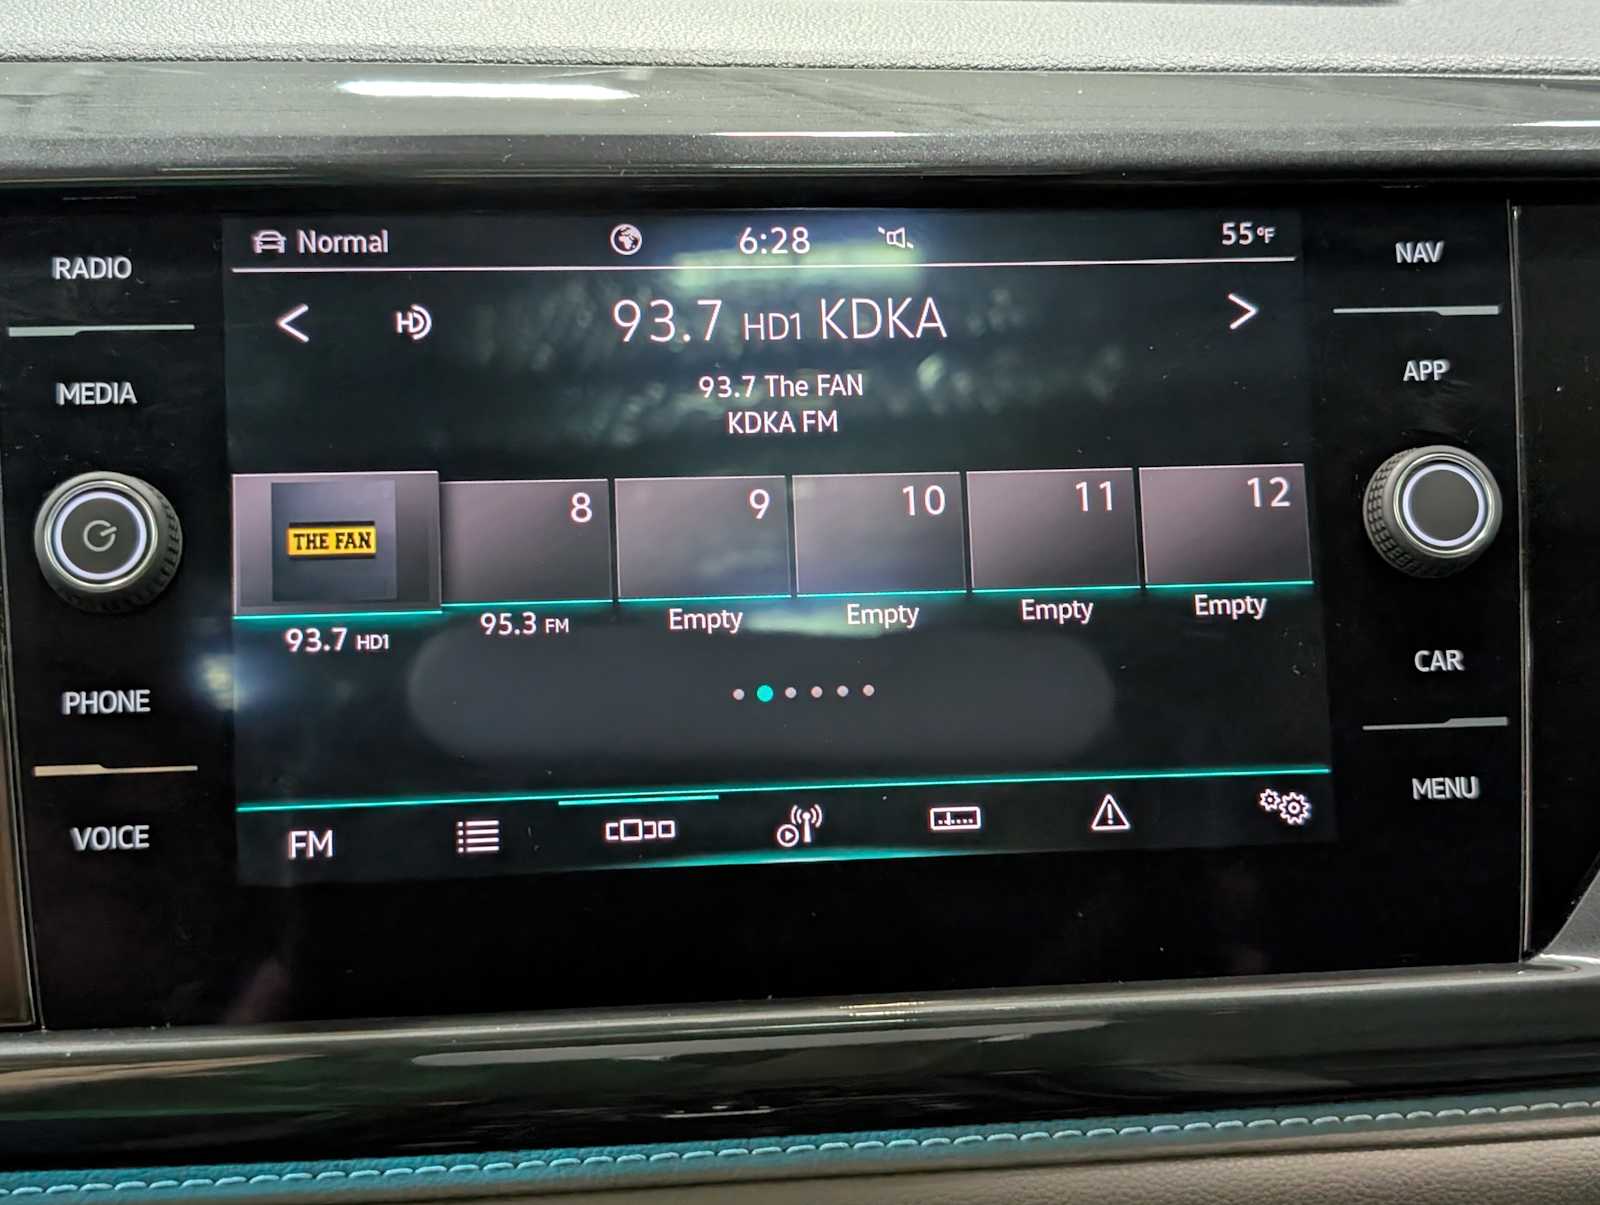 RADIO
MEDIA
PHONE
VOICE
Normal
6:28
55°F
HD
93.7 HD1 KDKA
93.7 The FAN
KDKA FM
THE FAN
8
9
10
11
12
93.7 HD1
95.3 FM
Empty
Empty
Empty
Empty
FM
NAV
APP
CAR
MENU